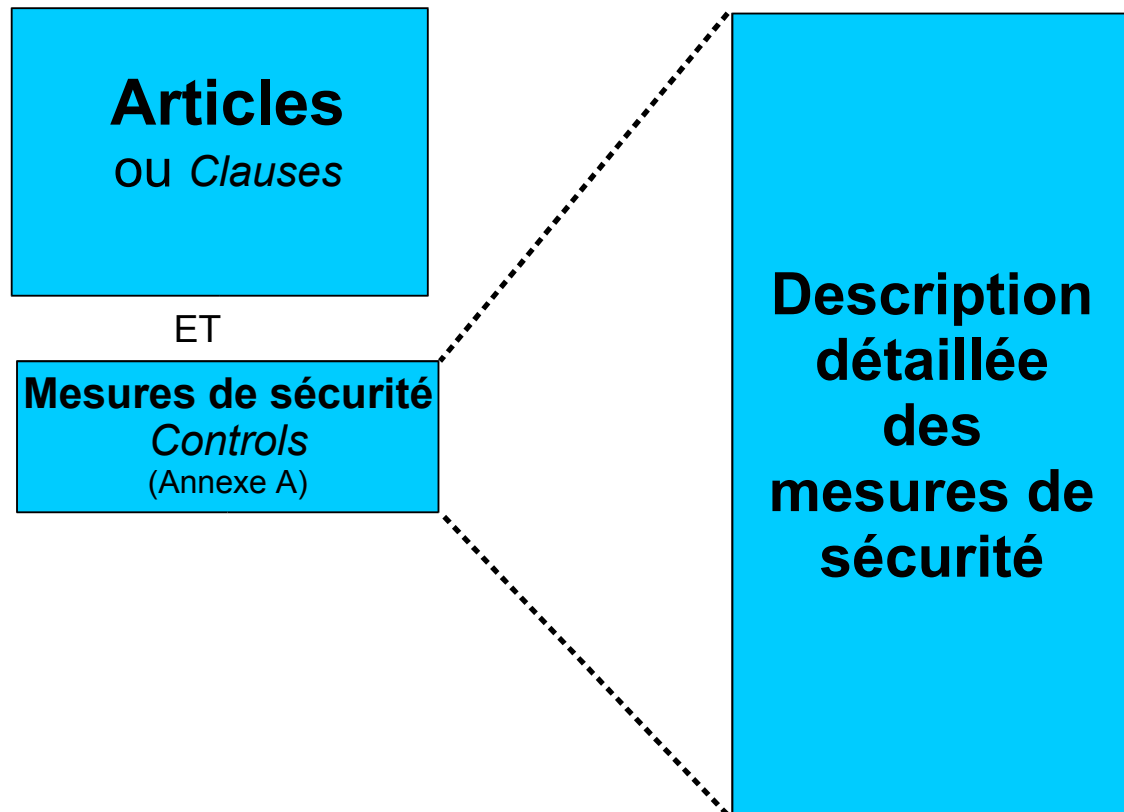 Articles
ou Clauses
ET
Mesures de sécurité
Controls
(Annexe A)
Description
détaillée
des
mesures de
sécurité